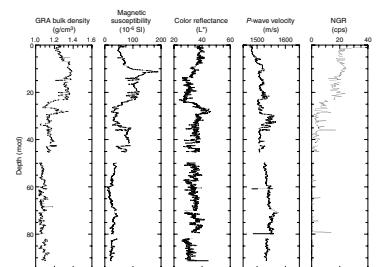 GRA bulk density
(g/cm³)
Magnetic
susceptibility
(10⁻⁶ SI)
Color reflectance
(L*)
P-wave velocity
(m/s)
NGR
(cps)
1.0 1.2 1.4 1.6
0 100 200
20 40 60
1500 1600
0 20 40
0
20
40
60
80
Depth (mcd)